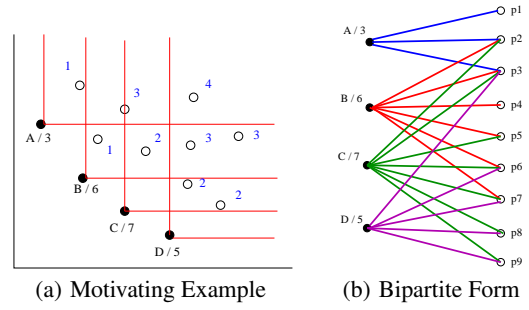 1
3
4
A / 3
1
2
3
3
B / 6
2
C / 7
2
D / 5
(a) Motivating Example
p1
A / 3
p2
p3
B / 6
p4
p5
C / 7
p6
p7
D / 5
p8
p9
(b) Bipartite Form